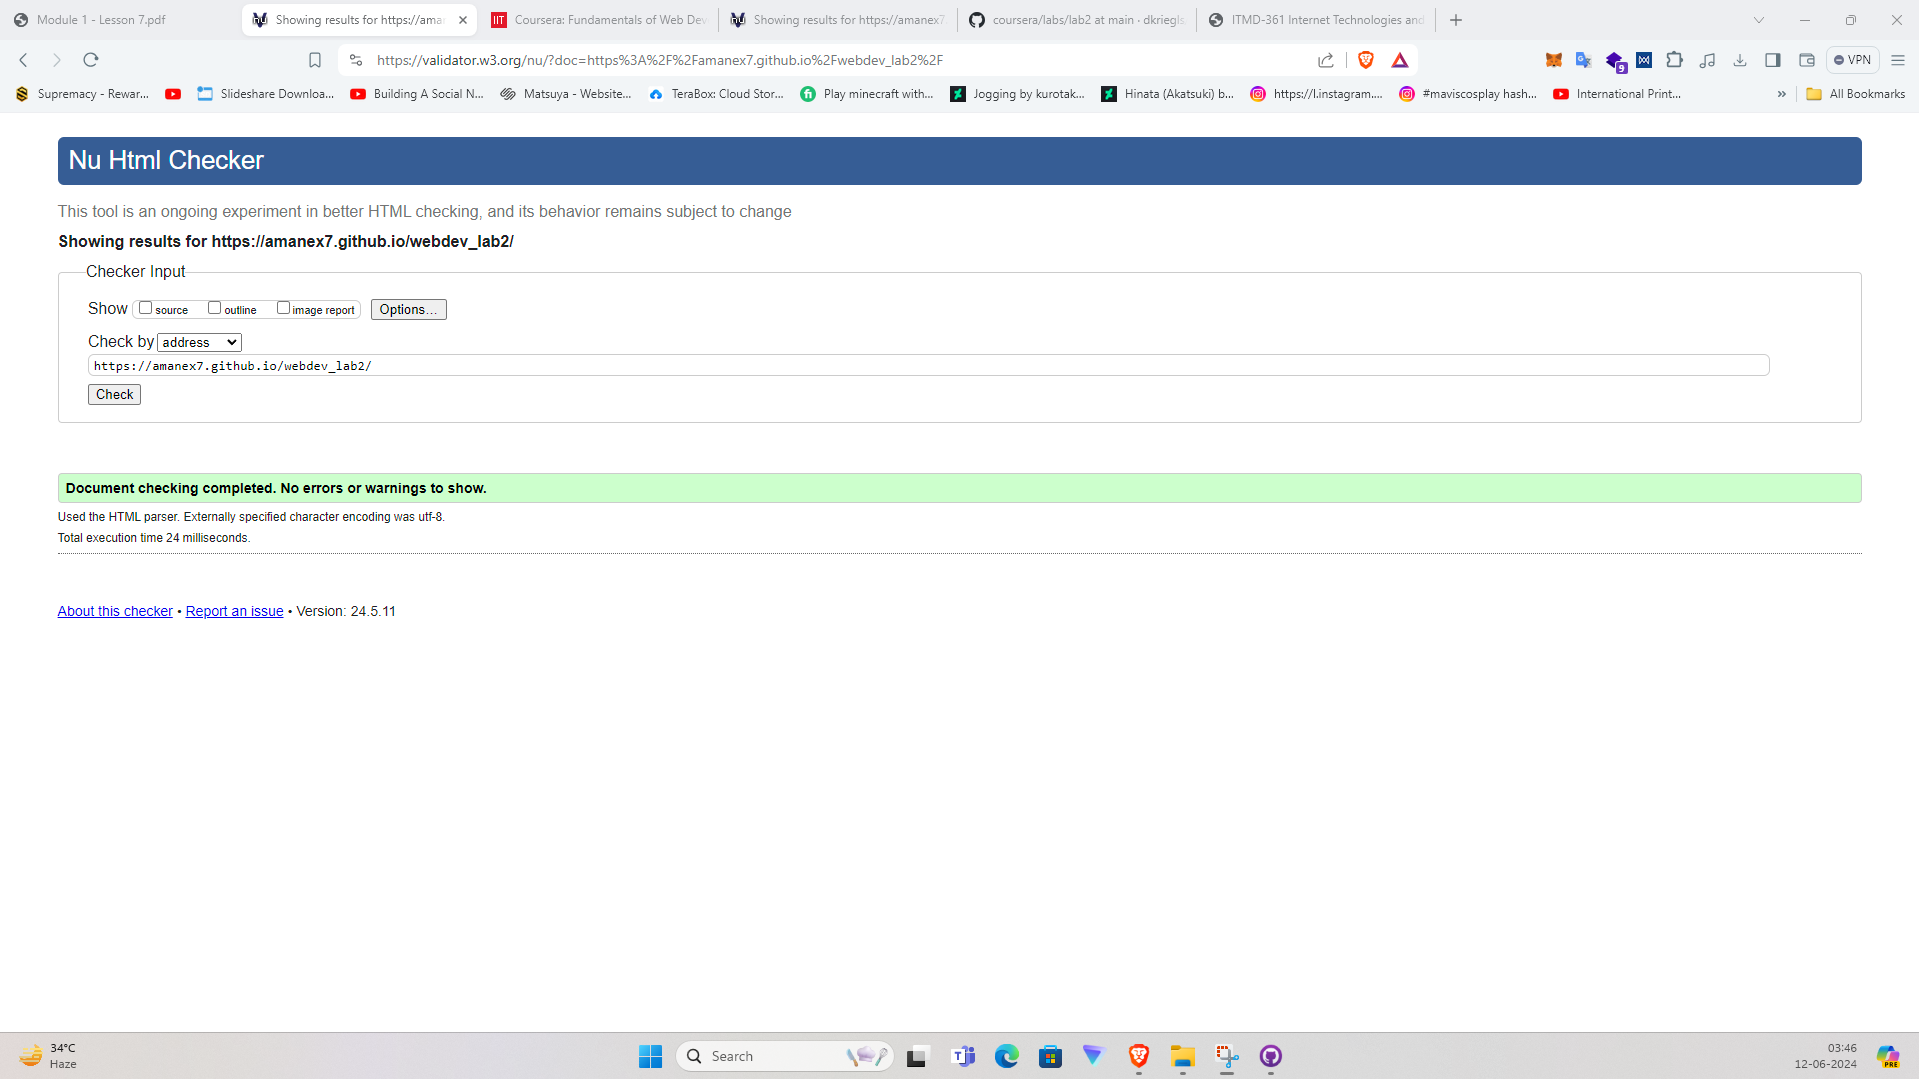 Module 1 - Lesson 7.pdf
Showing results for https://ama
Coursera: Fundamentals of Web Dev
Showing results for https://amanex7.
coursera/labs/lab2 at main · dkriegls
ITMD-361 Internet Technologies and
https://validator.w3.org/nu/?doc=https%3A%2F%2Famanex7.github.io%2Fwebdev_lab2%2F
9
VPN
Supremacy - Rewar...
Slideshare Downloa...
Building A Social N...
Matsuya - Website...
TeraBox: Cloud Stor...
Play minecraft with...
Jogging by kurotak...
Hinata (Akatsuki) b...
https://l.instagram....
#maviscosplay hash...
International Print...
All Bookmarks
Nu Html Checker
This tool is an ongoing experiment in better HTML checking, and its behavior remains subject to change
Showing results for https://amanex7.github.io/webdev_lab2/
Checker Input
Show source outline image report Options...
Check by address
https://amanex7.github.io/webdev_lab2/
Check
Document checking completed. No errors or warnings to show.
Used the HTML parser. Externally specified character encoding was utf-8.
Total execution time 24 milliseconds.
About this checker • Report an issue • Version: 24.5.11
34°C
Haze
Search
03:46
12-06-2024
PRE